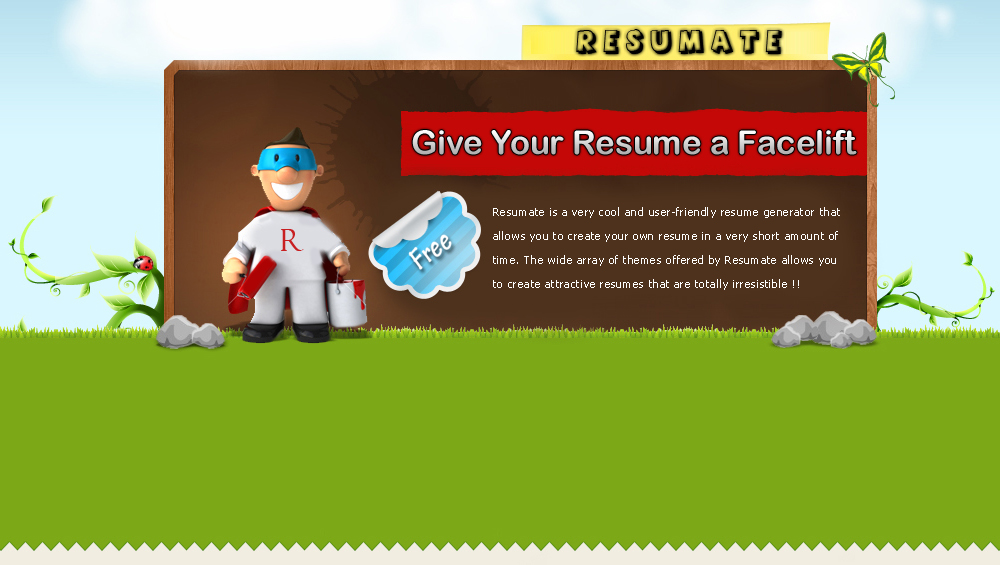 RESUMATE
Give Your Resume a Facelift
R
Free
Resumate is a very cool and user-friendly resume generator that
allows you to create your own resume in a very short amount of
time. The wide array of themes offered by Resumate allows you
to create attractive resumes that are totally irresistible !!